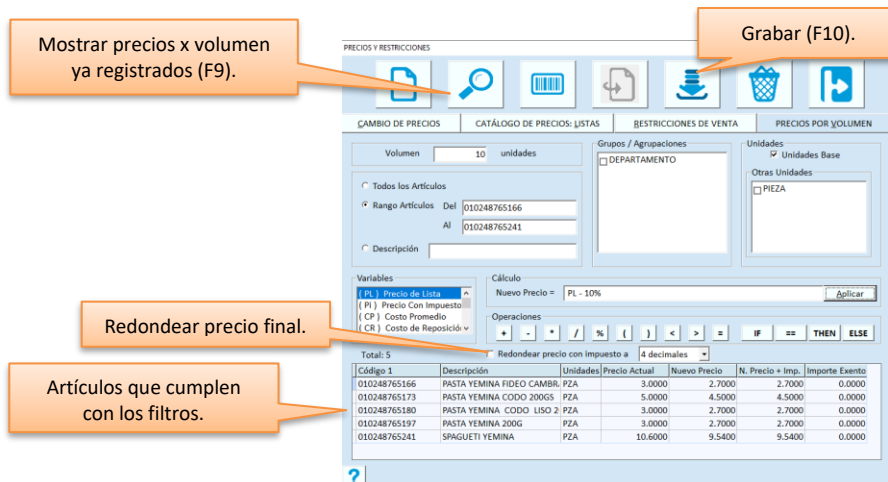 Mostrar precios x volumen
ya registrados (F9).
Grabar (F10).
PRECIOS Y RESTRICCIONES
CAMBIO DE PRECIOS
CATÁLOGO DE PRECIOS: LISTAS
RESTRICCIONES DE VENTA
PRECIOS POR VOLUMEN
Volumen 10 unidades
Todos los Artículos
Rango Artículos Del 010248765166
Al 010248765241
Descripción
Grupos / Agrupaciones
DEPARTAMENTO
Unidades
Unidades Base
Otras Unidades
PIEZA
Variables
( PL ) Precio de Lista
( PI ) Precio Con Impuesto
( CP ) Costo Promedio
( CR ) Costo de Reposición
Cálculo
Nuevo Precio = PL - 10% Aplicar
Operaciones
+ - * / % ( ) < > = IF == THEN ELSE
Redondear precio final.
Total: 5
Redondear precio con impuesto a 4 decimales
Artículos que cumplen
con los filtros.
Código 1 Descripción Unidades Precio Actual Nuevo Precio N. Precio + Imp. Importe Exento
010248765166 PASTA YEMINA FIDEO CAMBR. PZA 3.0000 2.7000 2.7000 0.0000
010248765173 PASTA YEMINA CODO 200GS PZA 5.0000 4.5000 4.5000 0.0000
010248765180 PASTA YEMINA CODO LISO 2 PZA 3.0000 2.7000 2.7000 0.0000
010248765197 PASTA YEMINA 200G PZA 3.0000 2.7000 2.7000 0.0000
010248765241 SPAGUETI YEMINA PZA 10.6000 9.5400 9.5400 0.0000
?